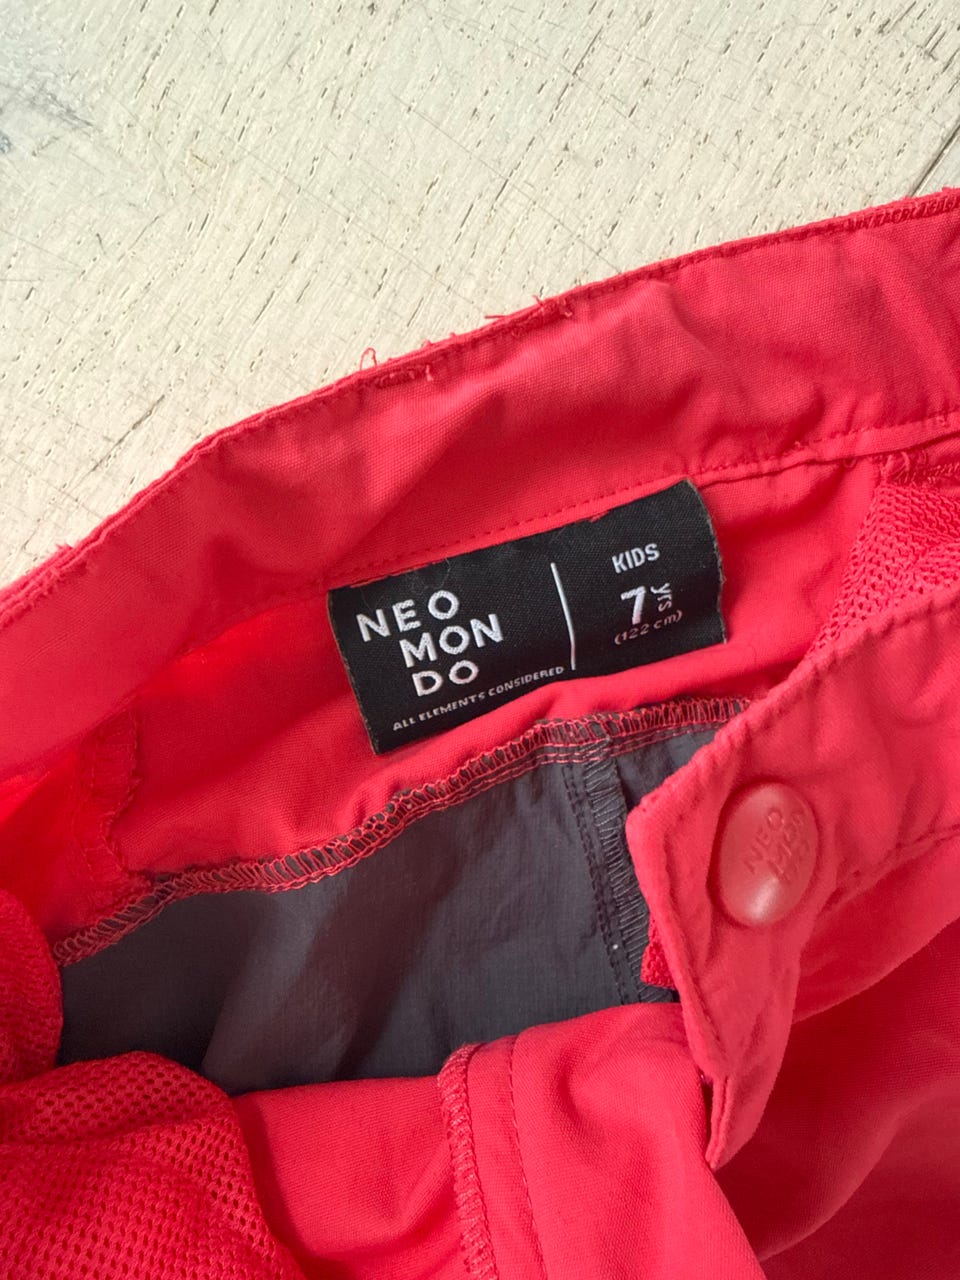 NEO
MON
DO
ALL ELEMENTS CONSIDERED
KIDS
7 yrs
(122 cm)
NEO
MON
DO